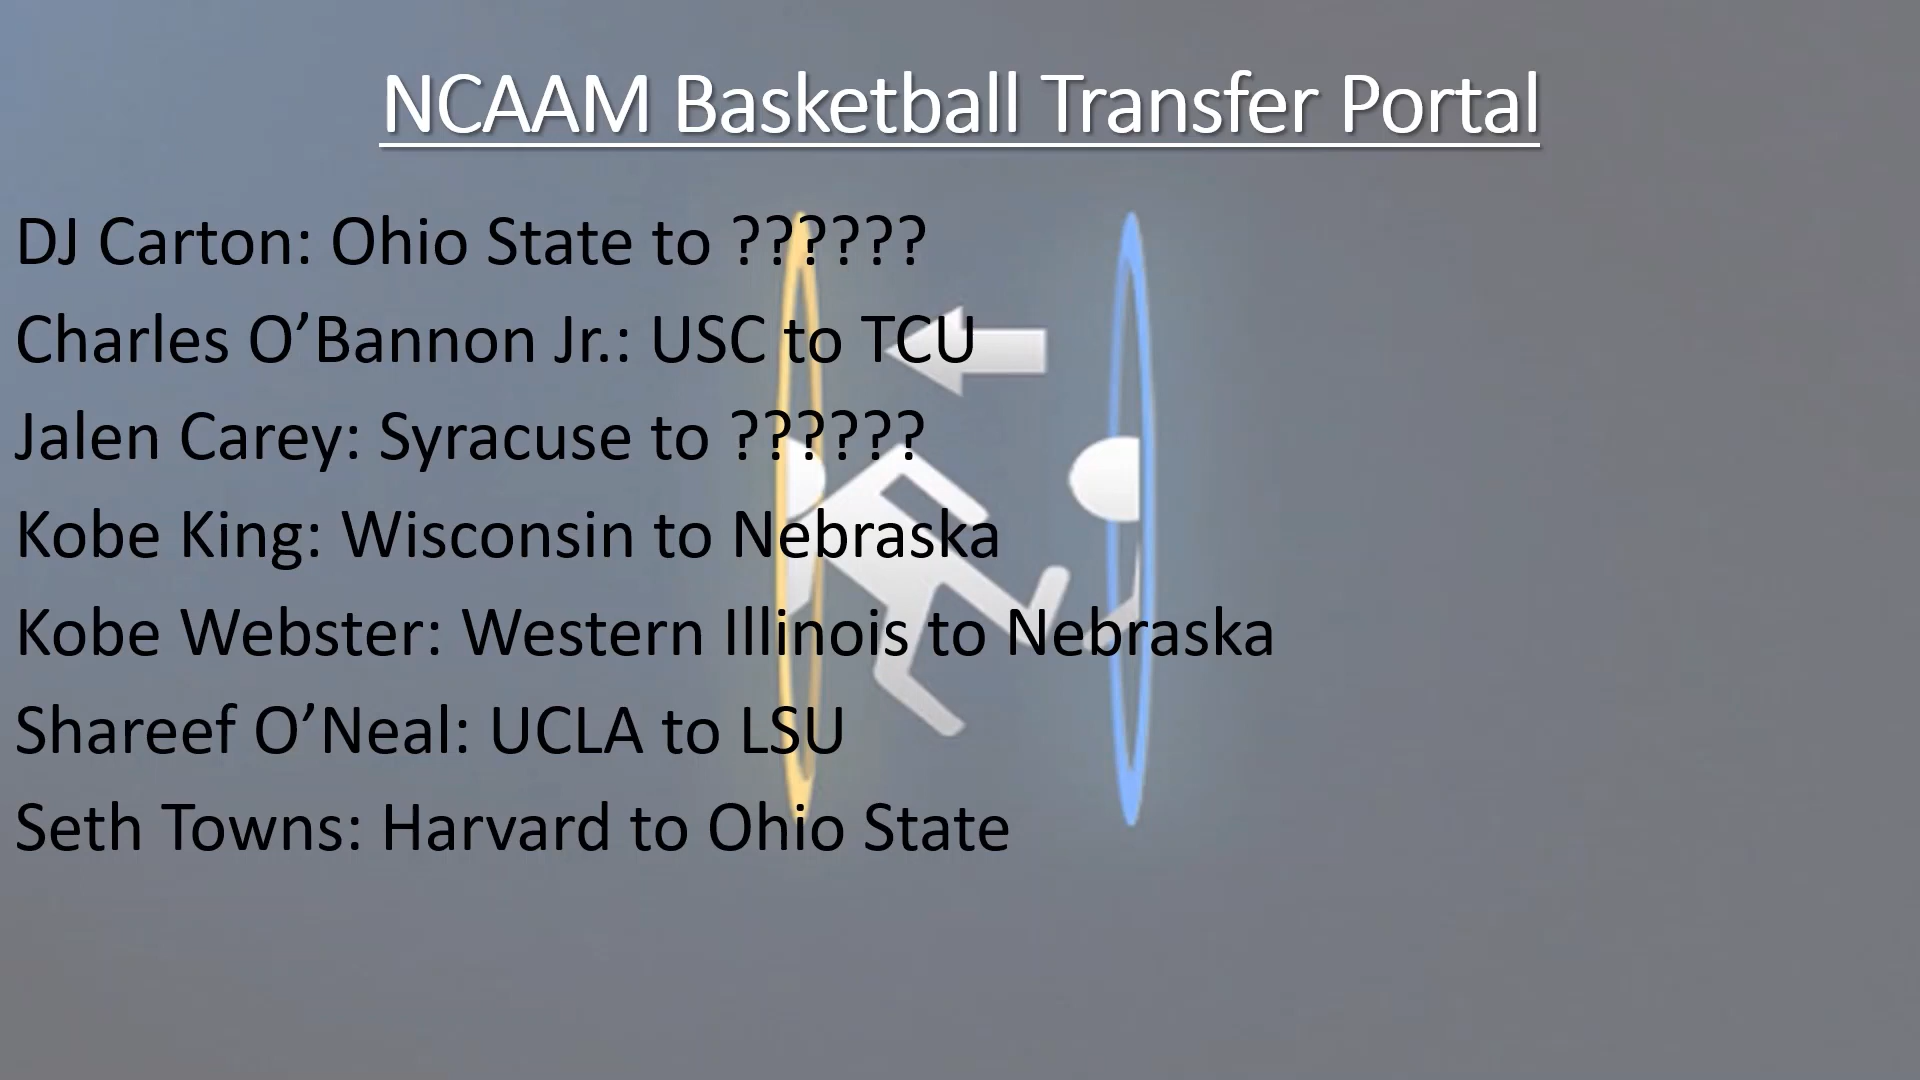 NCAAM Basketball Transfer Portal
DJ Carton: Ohio State to ??????
Charles O’Bannon Jr.: USC to TCU
Jalen Carey: Syracuse to ??????
Kobe King: Wisconsin to Nebraska
Kobe Webster: Western Illinois to Nebraska
Shareef O’Neal: UCLA to LSU
Seth Towns: Harvard to Ohio State